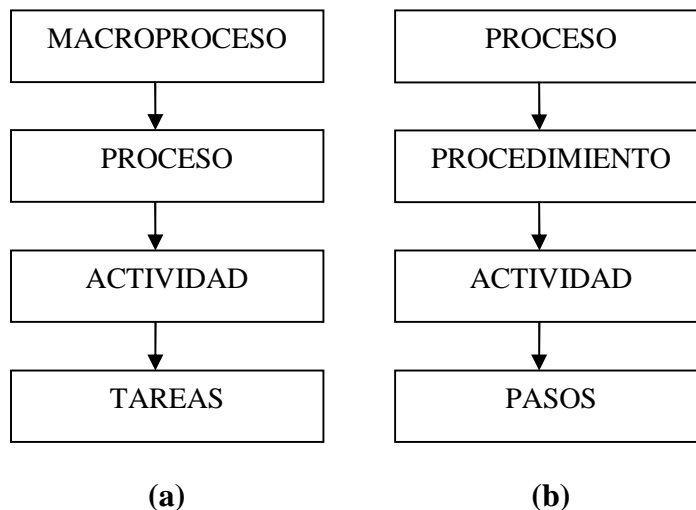 MACROPROCESO
PROCESO
ACTIVIDAD
TAREAS
(a)
PROCESO
PROCEDIMIENTO
ACTIVIDAD
PASOS
(b)